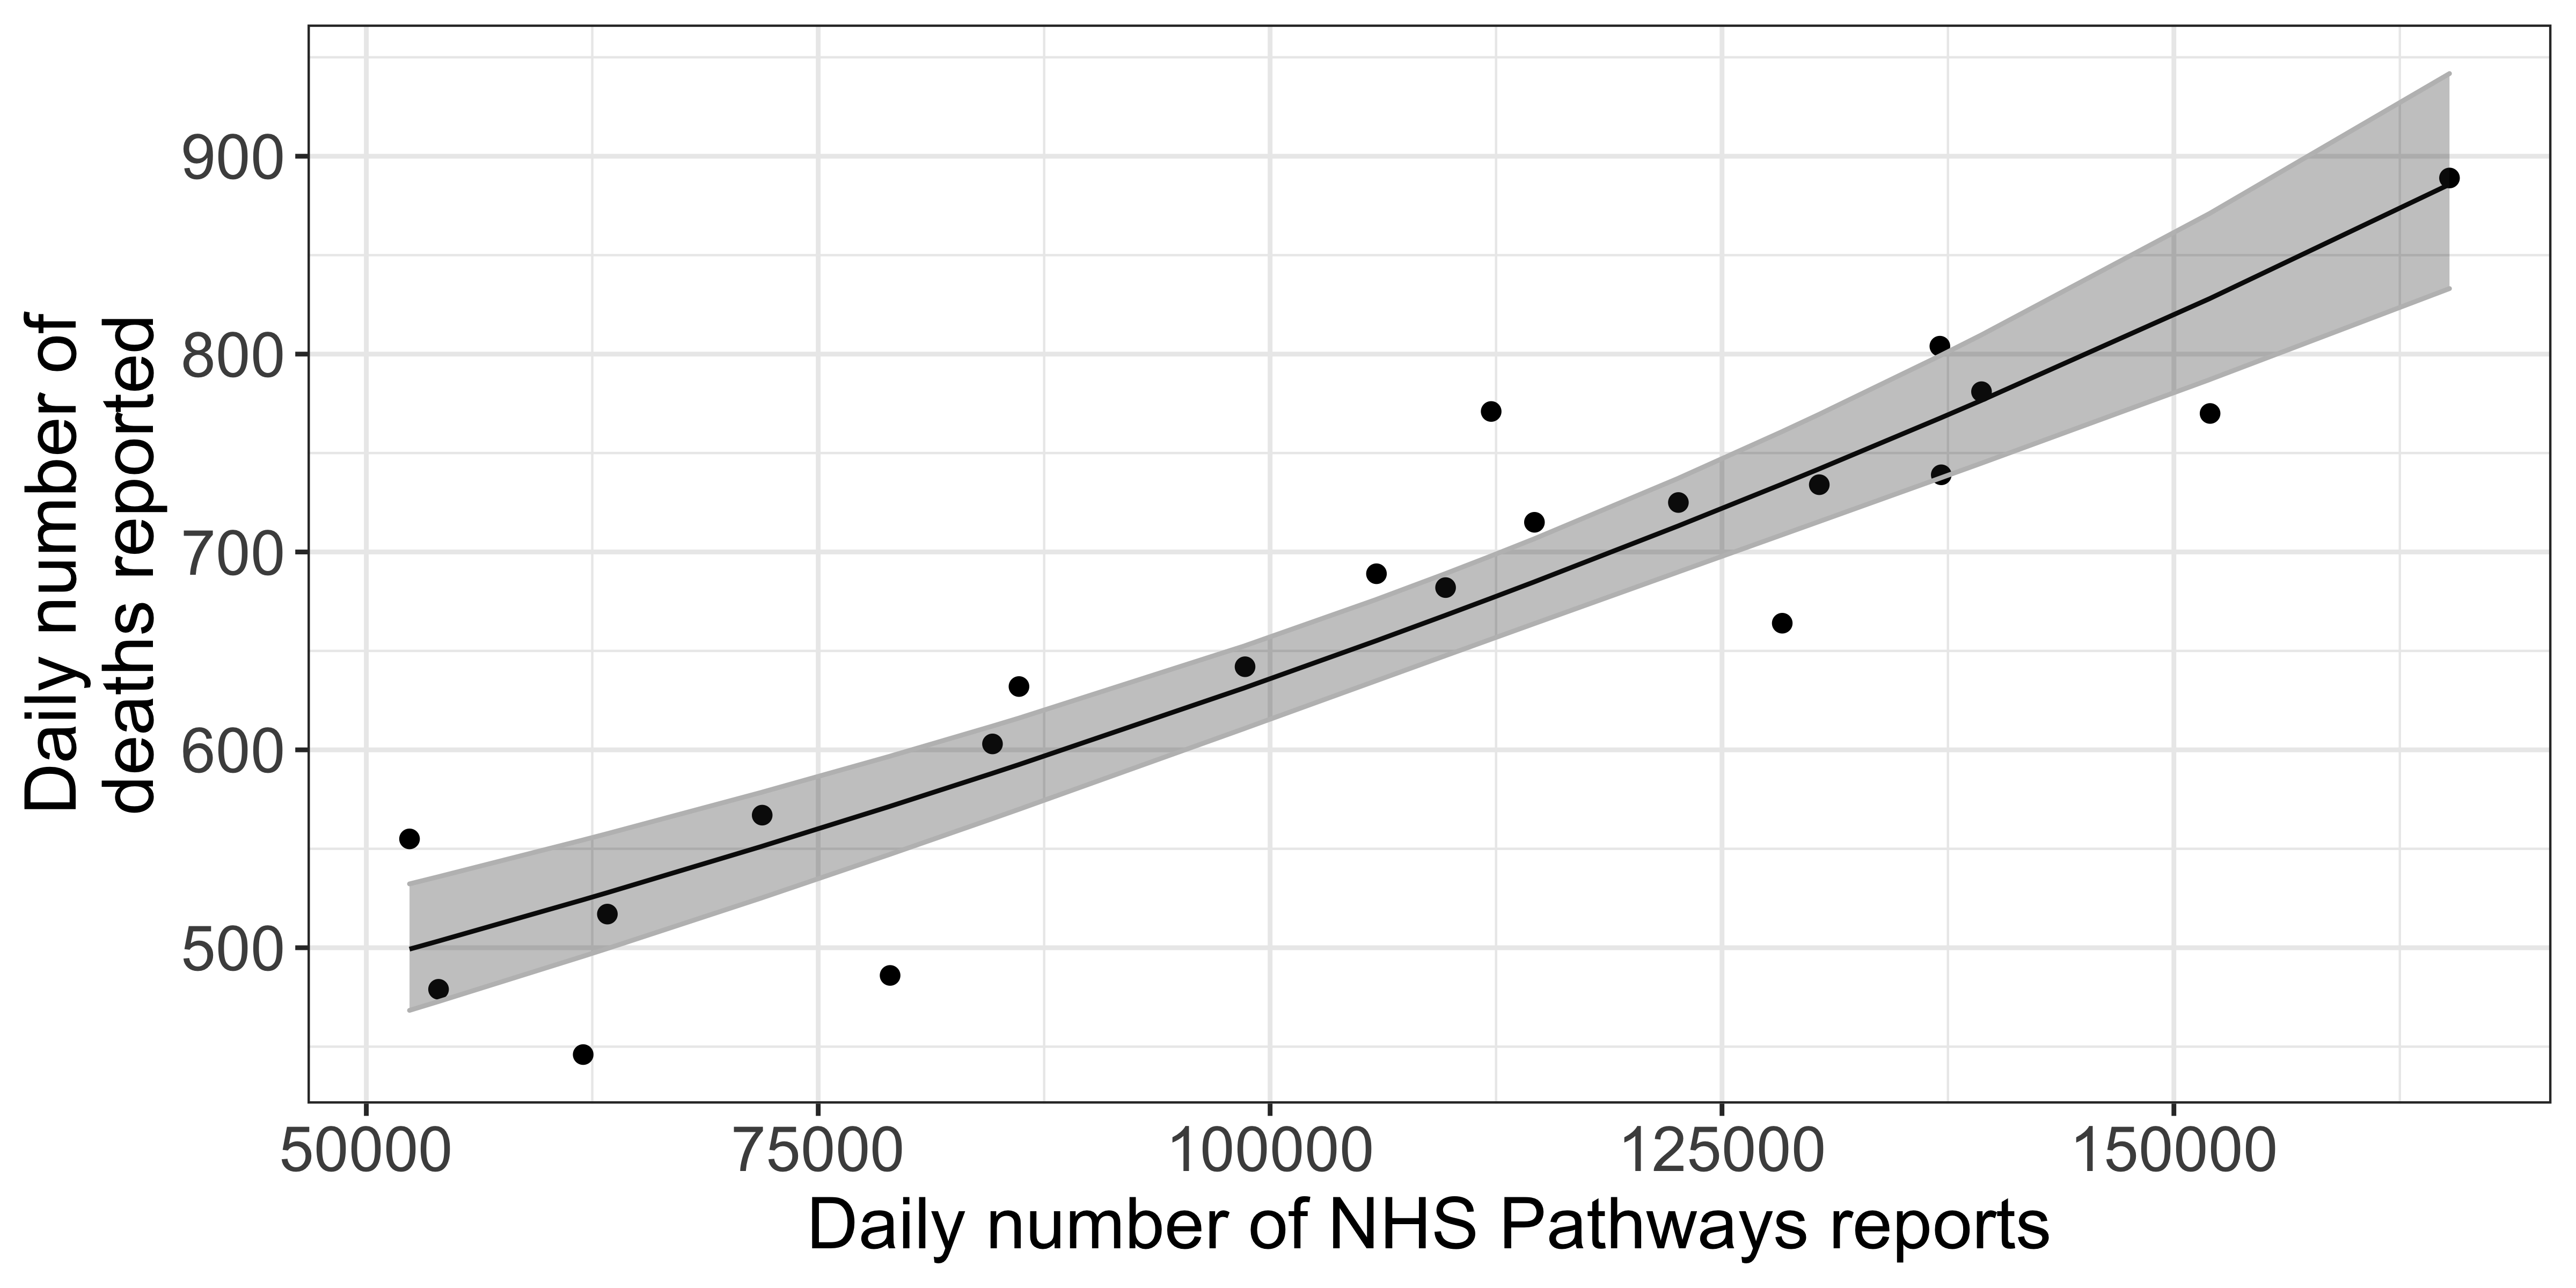 Daily number of
deaths reported
900
800
700
600
500
50000 75000 100000 125000 150000
Daily number of NHS Pathways reports